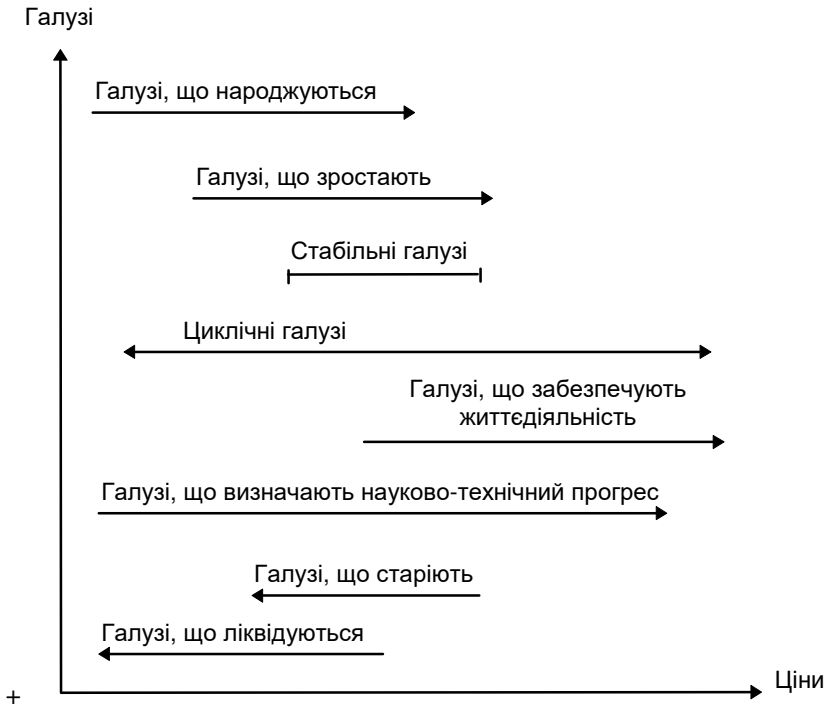 Галузі
Галузі, що народжуються
Галузі, що зростають
Стабільні галузі
Циклічні галузі
Галузі, що забезпечують
життєдіяльність
Галузі, що визначають науково-технічний прогрес
Галузі, що старіють
Галузі, що ліквідуються
Ціни
+